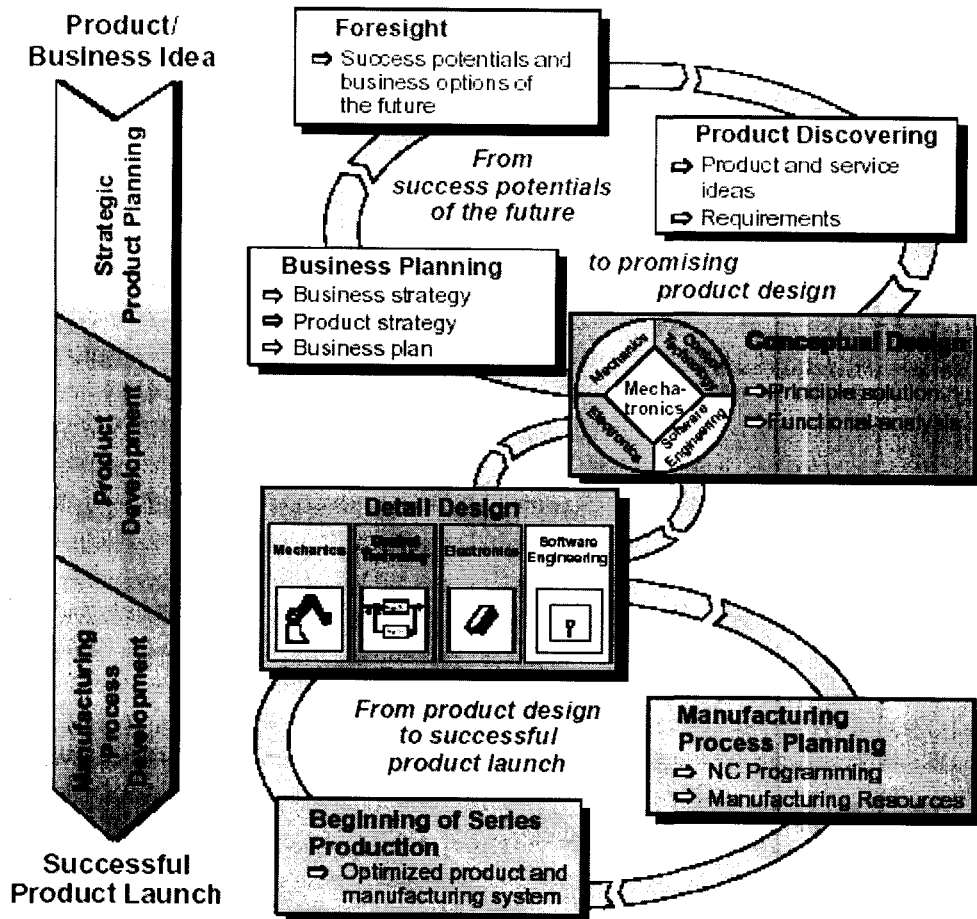 Product/
Business Idea
Strategic
Product Planning
Product
Development
Manufacturing
Process
Development
Successful
Product Launch
Foresight
⇨ Success potentials and
business options of
the future
Product Discovering
⇨ Product and service
ideas
⇨ Requirements
From
success potentials
of the future
to promising
product design
Business Planning
⇨ Business strategy
⇨ Product strategy
⇨ Business plan
Conceptual Design
⇨ Principle solution
⇨ Functional analysis
Mechanics
Control
Technology
Mecha-
tronics
Electronics
Software
Engineering
Detail Design
Mechanics
Control
Technology
Electronics
Software
Engineering
From product design
to successful
product launch
Manufacturing
Process Planning
⇨ NC Programming
⇨ Manufacturing Resources
Beginning of Series
Production
⇨ Optimized product and
manufacturing system